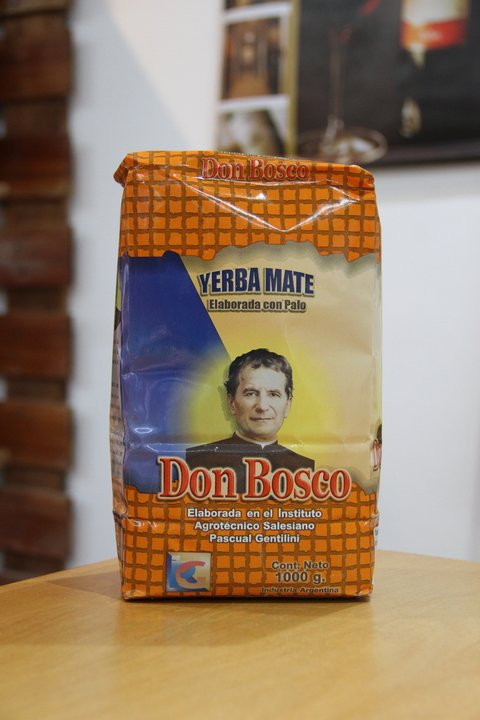 Don Bosco
YERBA MATE
Elaborada con Palo
Don Bosco
Elaborada en el Instituto
Agrotécnico Salesiano
Pascual Gentilini
Cont. Neto
1000 g.
Industria Argentina